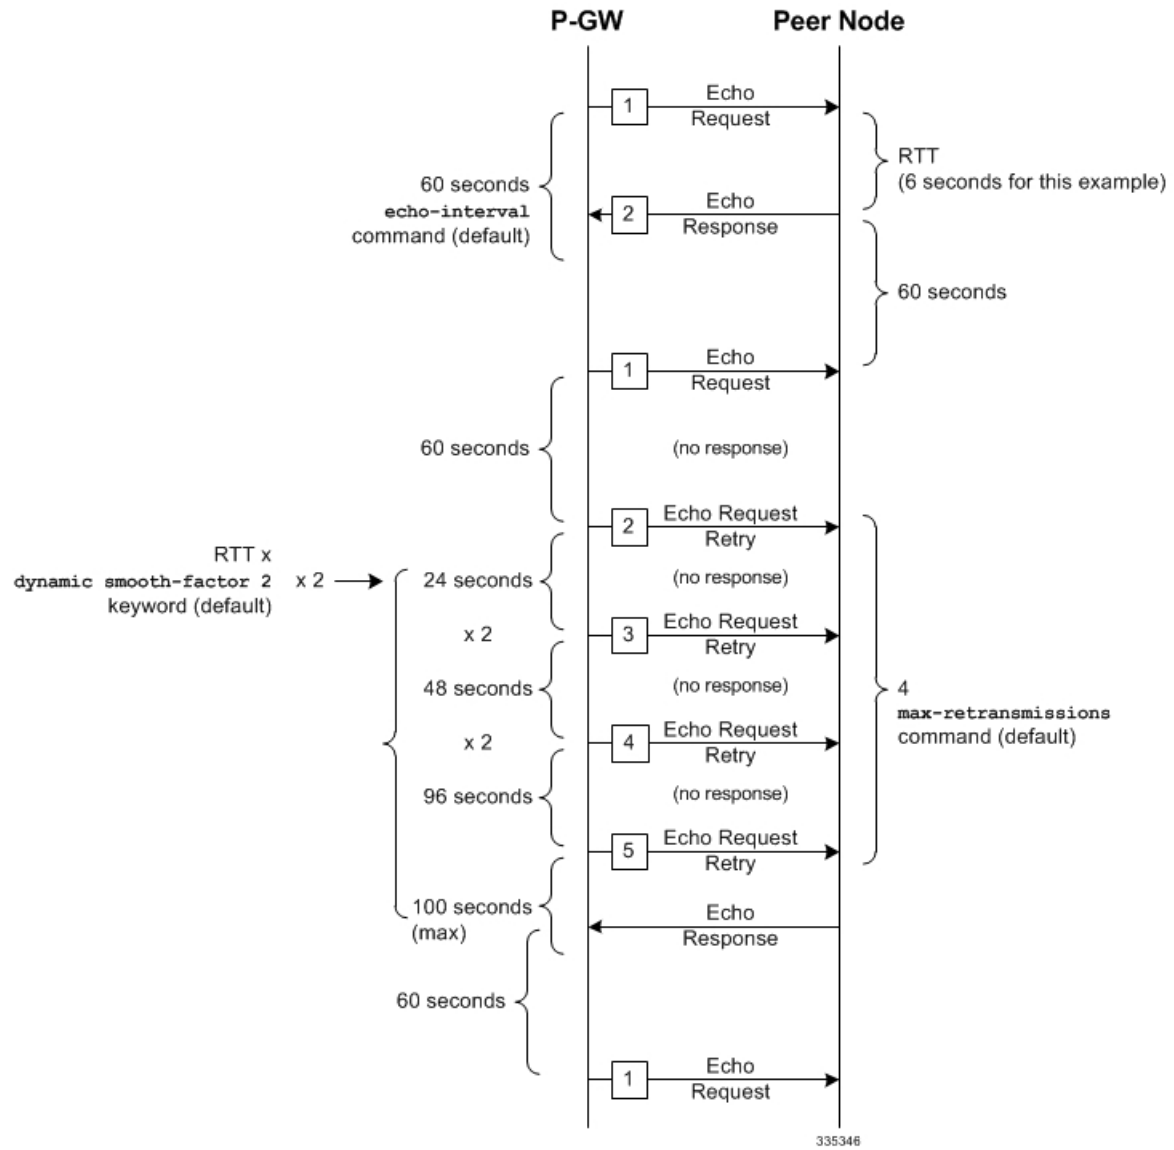 P-GW
Peer Node
1
Echo
Request
RTT
(6 seconds for this example)
60 seconds
echo-interval
command (default)
2
Echo
Response
60 seconds
1
Echo
Request
60 seconds
(no response)
2
Echo Request
Retry
RTT x
dynamic smooth-factor 2
keyword (default)
x 2
24 seconds
(no response)
x 2
3
Echo Request
Retry
48 seconds
(no response)
4
max-retransmissions
command (default)
x 2
4
Echo Request
Retry
96 seconds
(no response)
5
Echo Request
Retry
100 seconds
(max)
Echo
Response
60 seconds
1
Echo
Request
335346